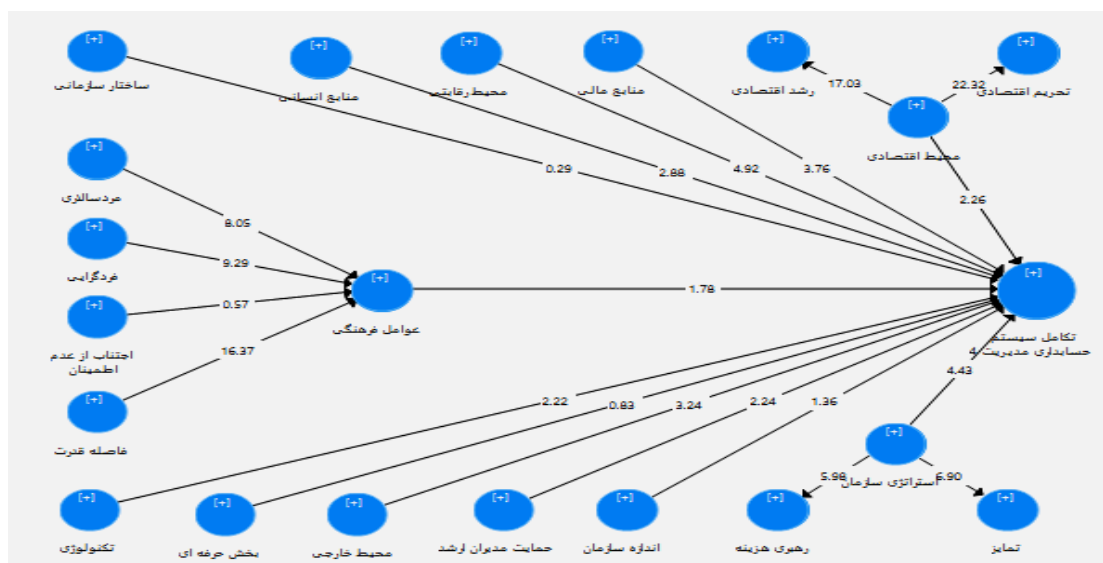 [+]
[+]
[+]
[+]
[+]
[+]
ساختار سازمانی
منابع انسانی
محیط رقابتی
منابع مالی
رشد اقتصادی
تحریم اقتصادی
17.03
22.32
[+]
محیط اقتصادی
[+]
مردسالاری
0.29
2.88
4.92
3.76
2.26
[+]
فردگرایی
8.05
9.29
0.57
16.37
[+]
عوامل فرهنگی
1.78
[+]
تکامل سیستم
حسابداری مدیریت 4
[+]
اجتناب از عدم
اطمینان
[+]
فاصله قدرت
2.22
0.83
3.24
2.24
1.36
4.43
[+]
استراتژی سازمان
5.98
6.90
[+]
[+]
[+]
[+]
[+]
[+]
[+]
تکنولوژی
بخش حرفه ای
محیط خارجی
حمایت مدیران ارشد
اندازه سازمان
رهبری هزینه
تمایز